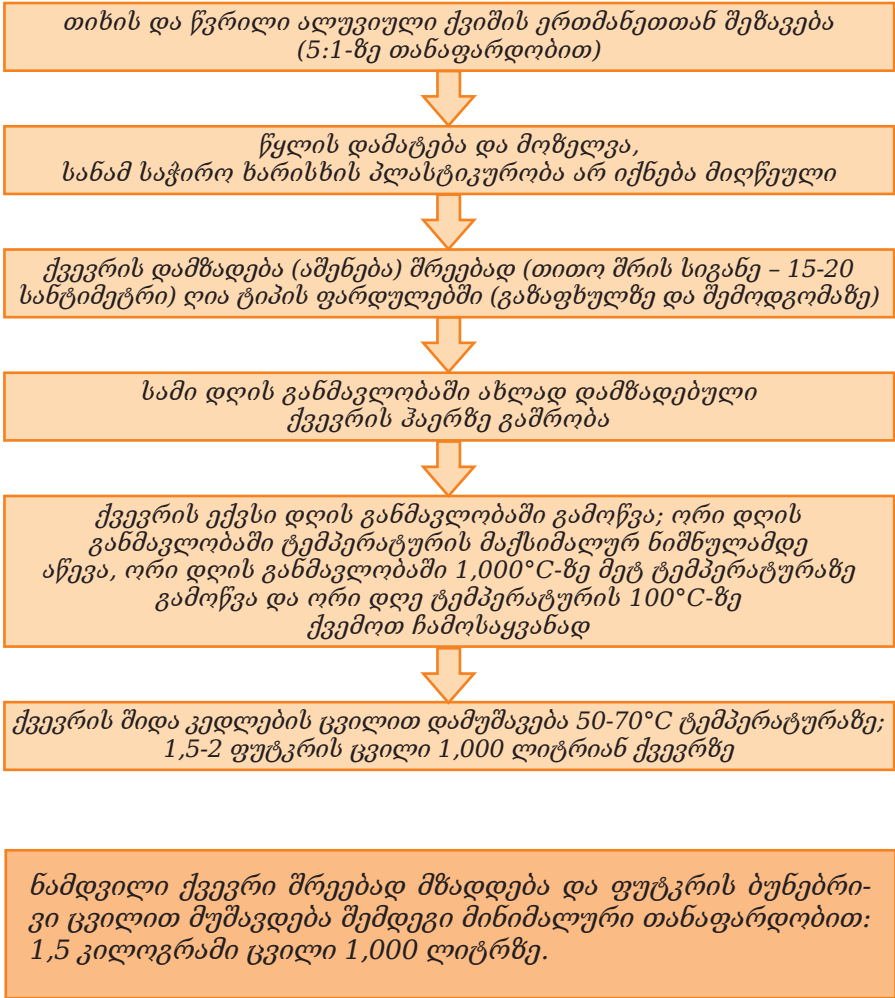 თიხის და წვრილი ალუვიული ქვიშის ერთმანეთთან შეზავება
(5:1-ზე თანაფარდობით)
წყლის დამატება და მოზელვა,
სანამ საჭირო ხარისხის პლასტიკურობა არ იქნება მიღწეული
ქვევრის დამზადება (აშენება) შრეებად (თითო შრის სიგანე – 15-20
სანტიმეტრი) ღია ტიპის ფარდულებში (გაზაფხულზე და შემოდგომაზე)
სამი დღის განმავლობაში ახლად დამზადებული
ქვევრის ჰაერზე გაშრობა
ქვევრის ექვსი დღის განმავლობაში გამოწვა; ორი დღის
განმავლობაში ტემპერატურის მაქსიმალურ ნიშნულამდე
აწევა, ორი დღის განმავლობაში 1,000°C-ზე მეტ ტემპერატურაზე
გამოწვა და ორი დღე ტემპერატურის 100°C-ზე
ქვემოთ ჩამოსაყვანად
ქვევრის შიდა კედლების ცვილით დამუშავება 50-70°C ტემპერატურაზე;
1,5-2 ფუტკრის ცვილი 1,000 ლიტრიან ქვევრზე
ნამდვილი ქვევრი შრეებად მზადდება და ფუტკრის ბუნებრი-
ვი ცვილით მუშავდება შემდეგი მინიმალური თანაფარდობით:
1,5 კილოგრამი ცვილი 1,000 ლიტრზე.